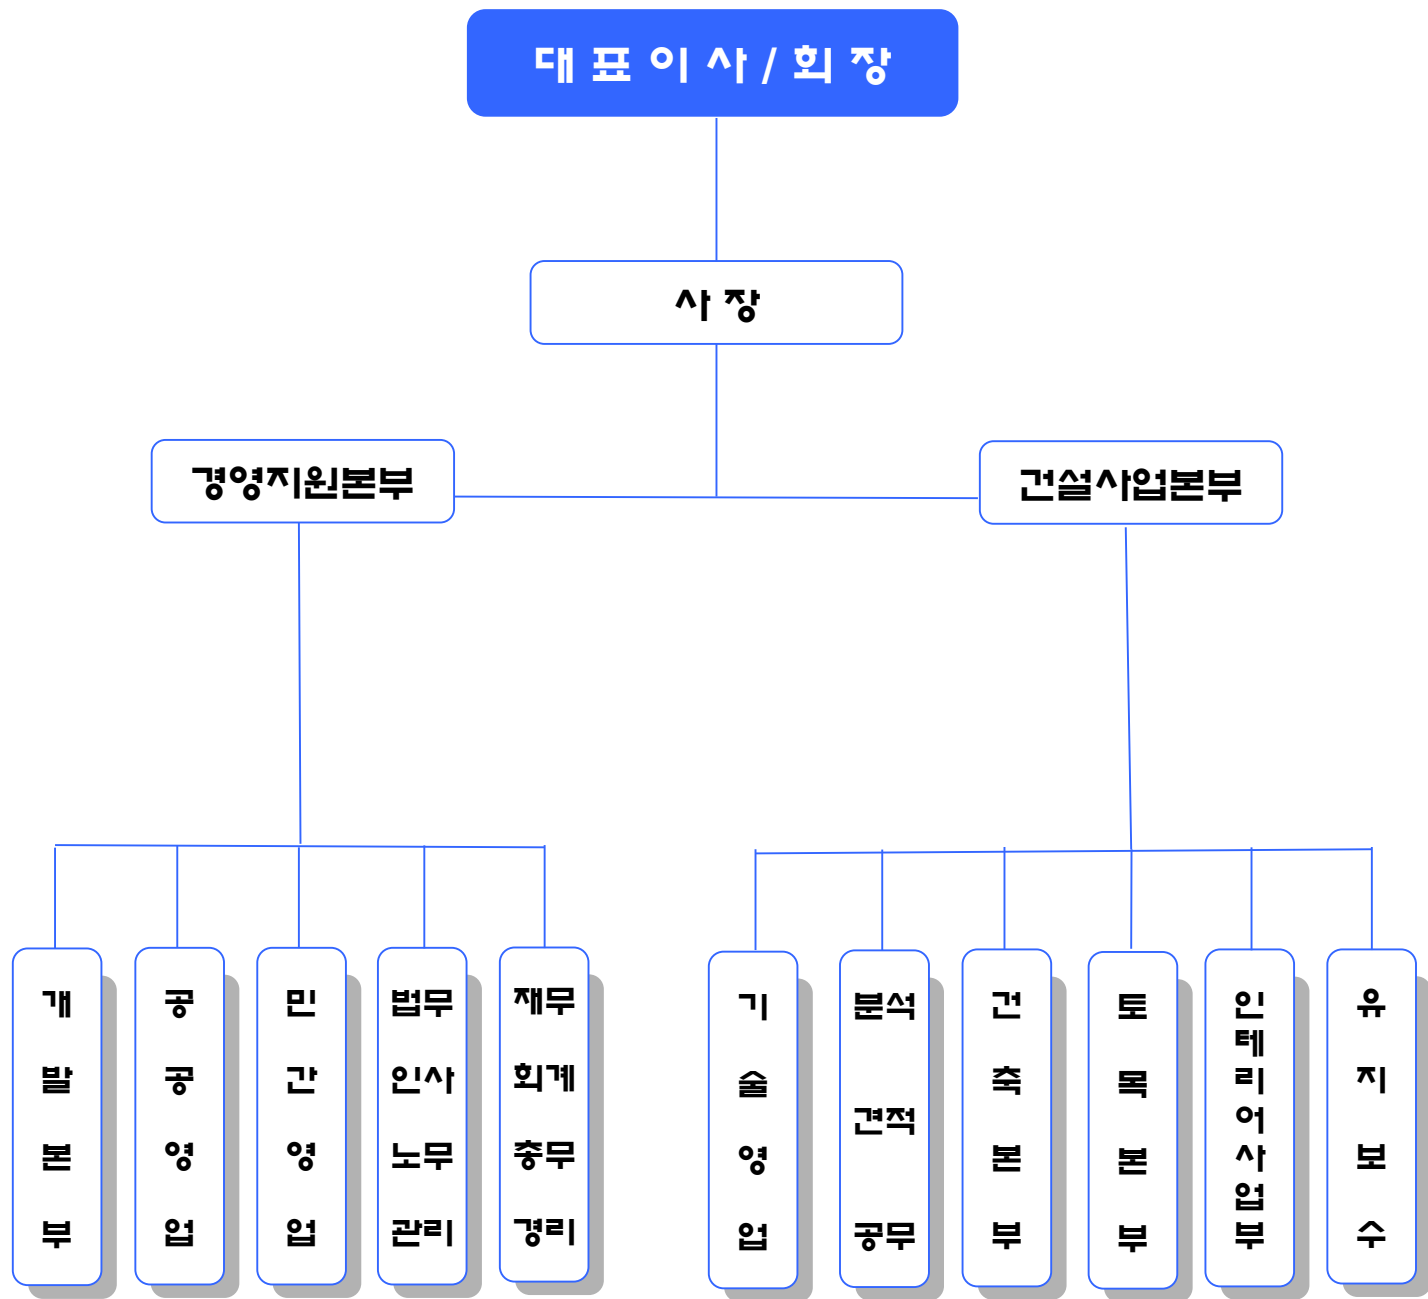 대 표 이 사 / 회 장
사 장
경영지원본부
건설사업본부
개
발
본
부
공
공
영
업
민
간
영
업
법무
인사
노무
관리
재무
회계
총무
경리
기
술
영
업
분석
견적
공무
건
축
본
부
토
목
본
부
인
테
리
어
사
업
부
유
지
보
수